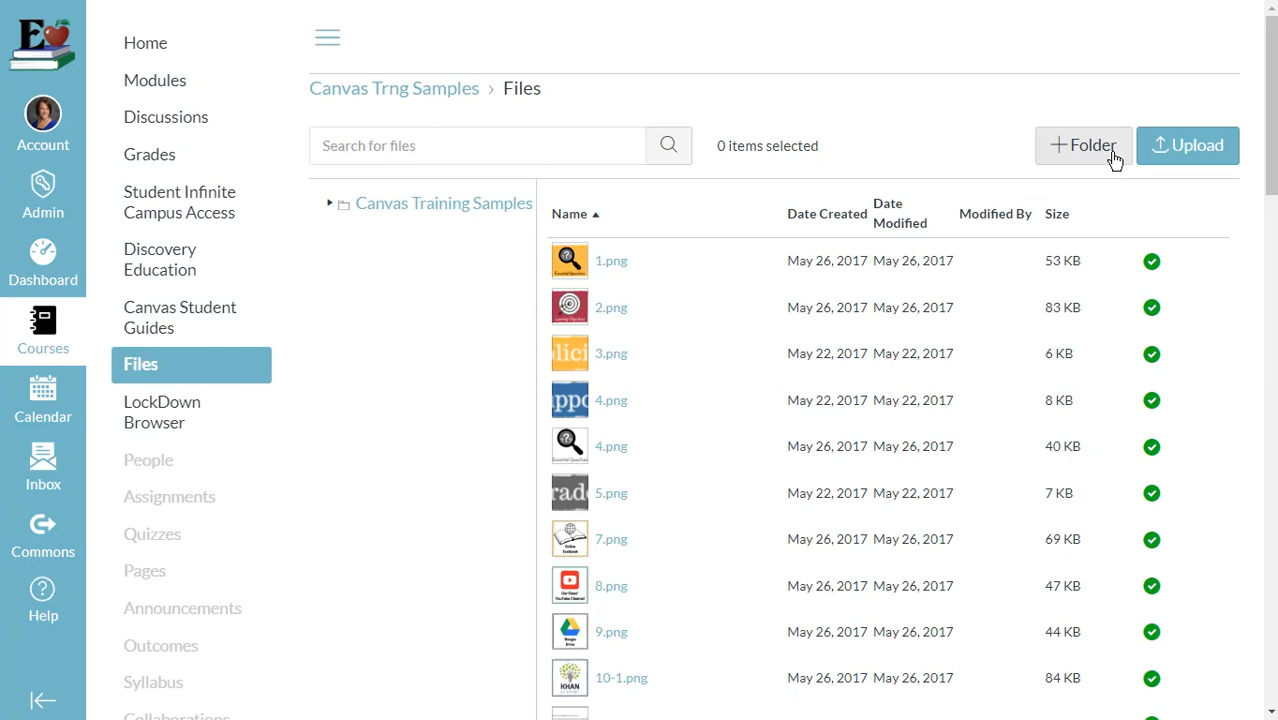 Account
Admin
Dashboard
Courses
Calendar
Inbox
Commons
Help
Home
Modules
Discussions
Grades
Student Infinite
Campus Access
Discovery
Education
Canvas Student
Guides
Files
LockDown
Browser
People
Assignments
Quizzes
Pages
Announcements
Outcomes
Syllabus
Collaborations
Canvas Trng Samples › Files
Search for files
0 items selected
Folder
Upload
Canvas Training Samples
Name Date Created Date Modified Modified By Size
1.png May 26, 2017 May 26, 2017 53 KB
2.png May 26, 2017 May 26, 2017 83 KB
3.png May 22, 2017 May 22, 2017 6 KB
4.png May 22, 2017 May 22, 2017 8 KB
4.png May 26, 2017 May 26, 2017 40 KB
5.png May 22, 2017 May 22, 2017 7 KB
7.png May 26, 2017 May 26, 2017 69 KB
8.png May 26, 2017 May 26, 2017 47 KB
9.png May 26, 2017 May 26, 2017 44 KB
KHAN
10-1.png May 26, 2017 May 26, 2017 84 KB